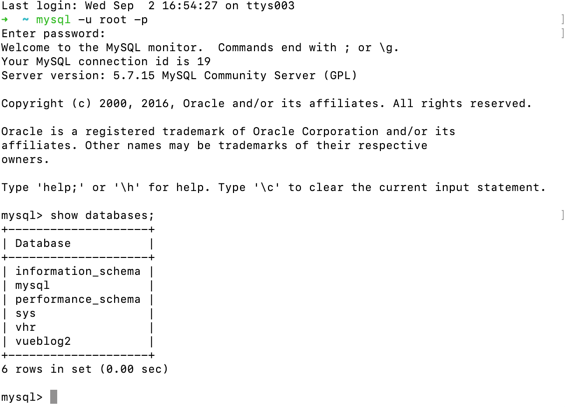 Last login: Wed Sep  2 16:54:27 on ttys003
➜  ~ mysql -u root -p
Enter password:
Welcome to the MySQL monitor.  Commands end with ; or \g.
Your MySQL connection id is 19
Server version: 5.7.15 MySQL Community Server (GPL)

Copyright (c) 2000, 2016, Oracle and/or its affiliates. All rights reserved.

Oracle is a registered trademark of Oracle Corporation and/or its
affiliates. Other names may be trademarks of their respective
owners.

Type 'help;' or '\h' for help. Type '\c' to clear the current input statement.

mysql> show databases;
+--------------------+
| Database           |
+--------------------+
| information_schema |
| mysql              |
| performance_schema |
| sys                |
| vhr                |
| vueblog2           |
+--------------------+
6 rows in set (0.00 sec)

mysql>